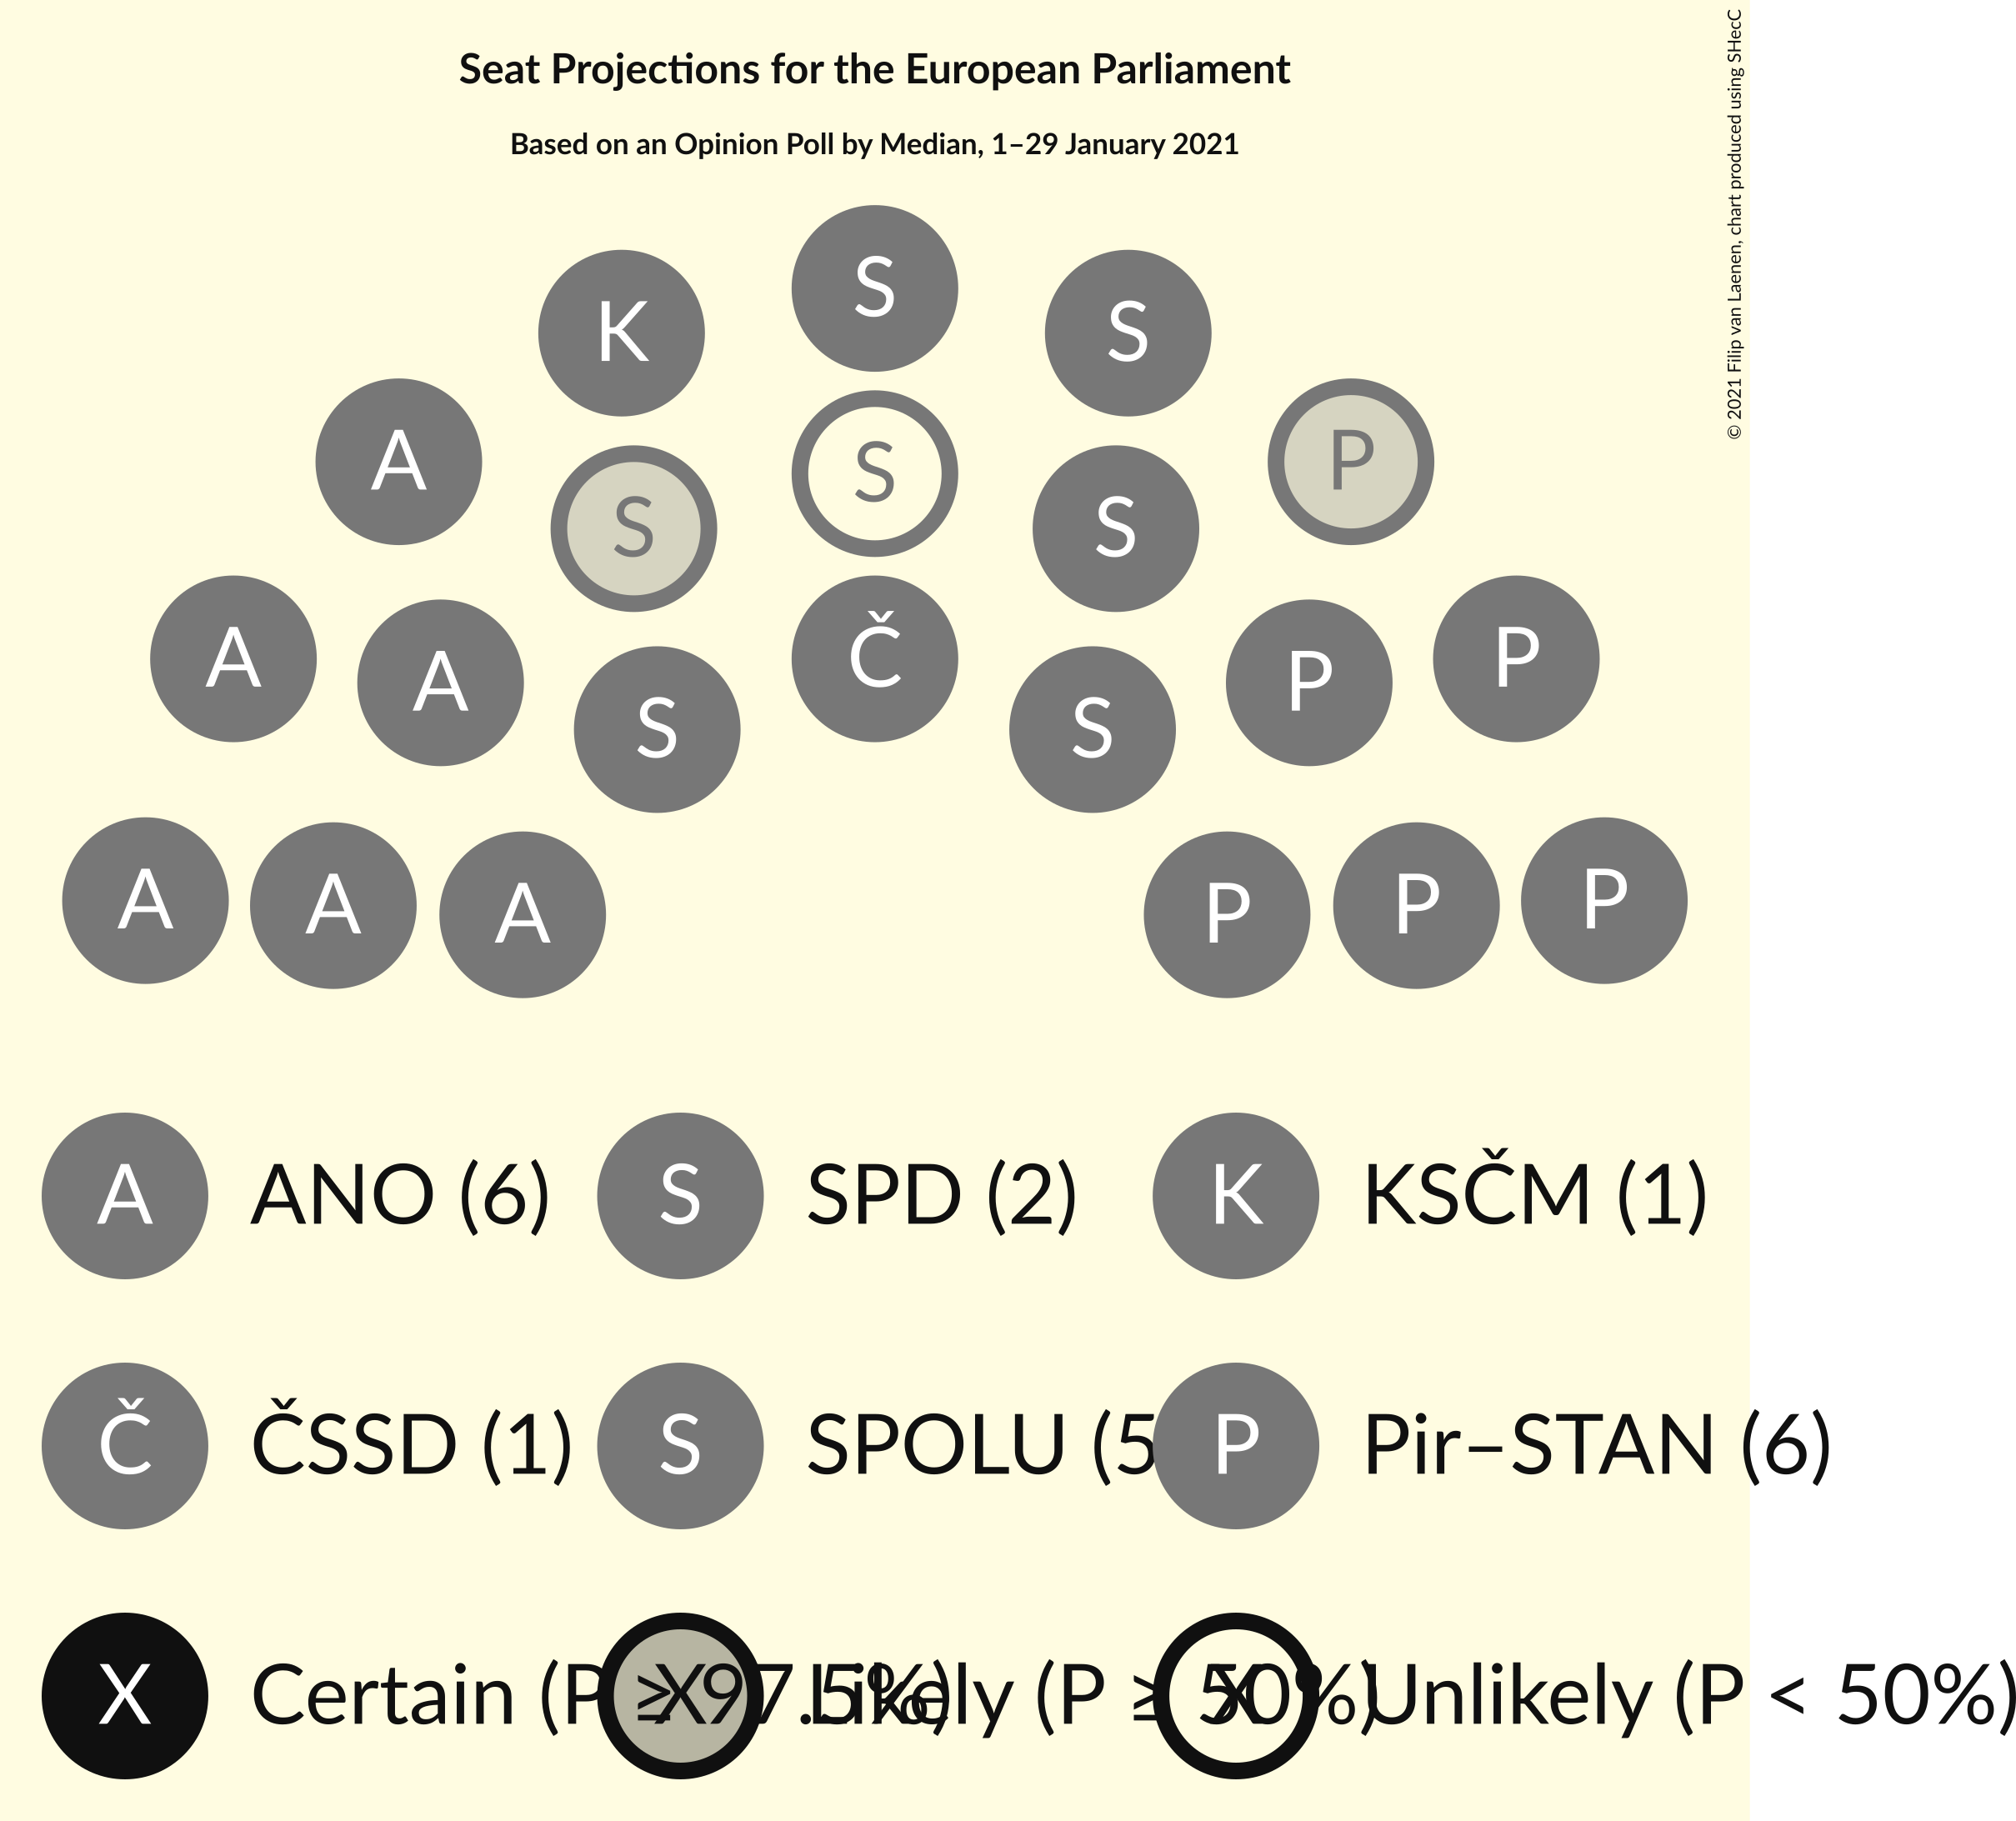 Seat Projections for the European Parliament
Based on an Opinion Poll by Median, 1–29 January 2021
© 2021 Filip van Laenen, chart produced using SHecC
S
K S
A S P
S S
A Č P
A A P P
S S
A A A P P P
A ANO (6) S SPD (2) K KSČM (1)
Č ČSSD (1) S SPOLU (5 P Pir–STAN (6)
X Certain (P ≥ 97.5%) X Likely (P ≥ 50%) X Unlikely (P < 50%)